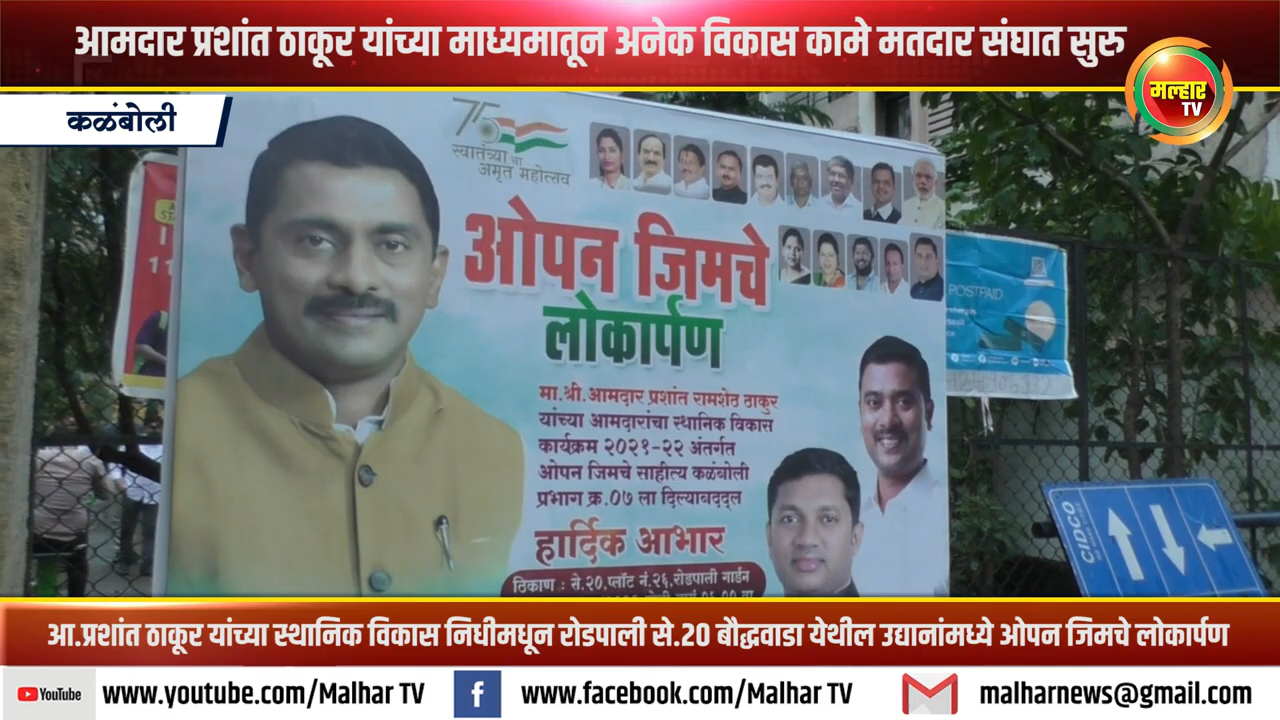 आमदार प्रशांत ठाकूर यांच्या माध्यमातून अनेक विकास कामे मतदार संघात सुरु
मल्हार
TV
कळंबोली
75
स्वातंत्र्या चा
अमृत महोत्सव
ओपन जिमचे
लोकार्पण
मा.श्री.आमदार प्रशांत रामशेठ ठाकुर
यांच्या आमदारांचा स्थानिक विकास
कार्यक्रम २०२१-२२ अंतर्गत
ओपन जिमचे साहीत्य कळंबोली
प्रभाग क्र.०७ ला दिल्याबद्द्ल
हार्दिक आभार
ठिकाण : से.२०,प्लॉट नं.२६,रोडपाली गार्डन
POSTPAID
CIDCO
आ.प्रशांत ठाकूर यांच्या स्थानिक विकास निधीमधून रोडपाली से.20 बौद्धवाडा येथील उद्यानांमध्ये ओपन जिमचे लोकार्पण
YouTube www.youtube.com/Malhar TV f www.facebook.com/Malhar TV malharnews@gmail.com